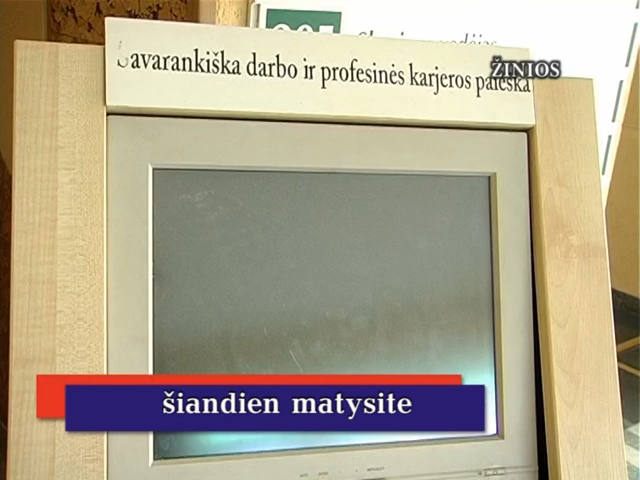 Savarankiška darbo ir profesinės karjeros paieška
ŽINIOS
šiandien matysite